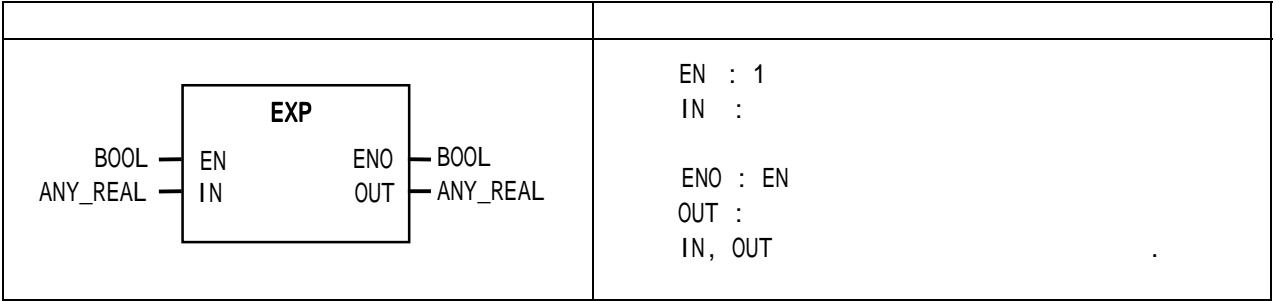 EXP
BOOL EN ENO BOOL
ANY_REAL IN OUT ANY_REAL
EN : 1
IN :
ENO : EN
OUT :
IN, OUT .